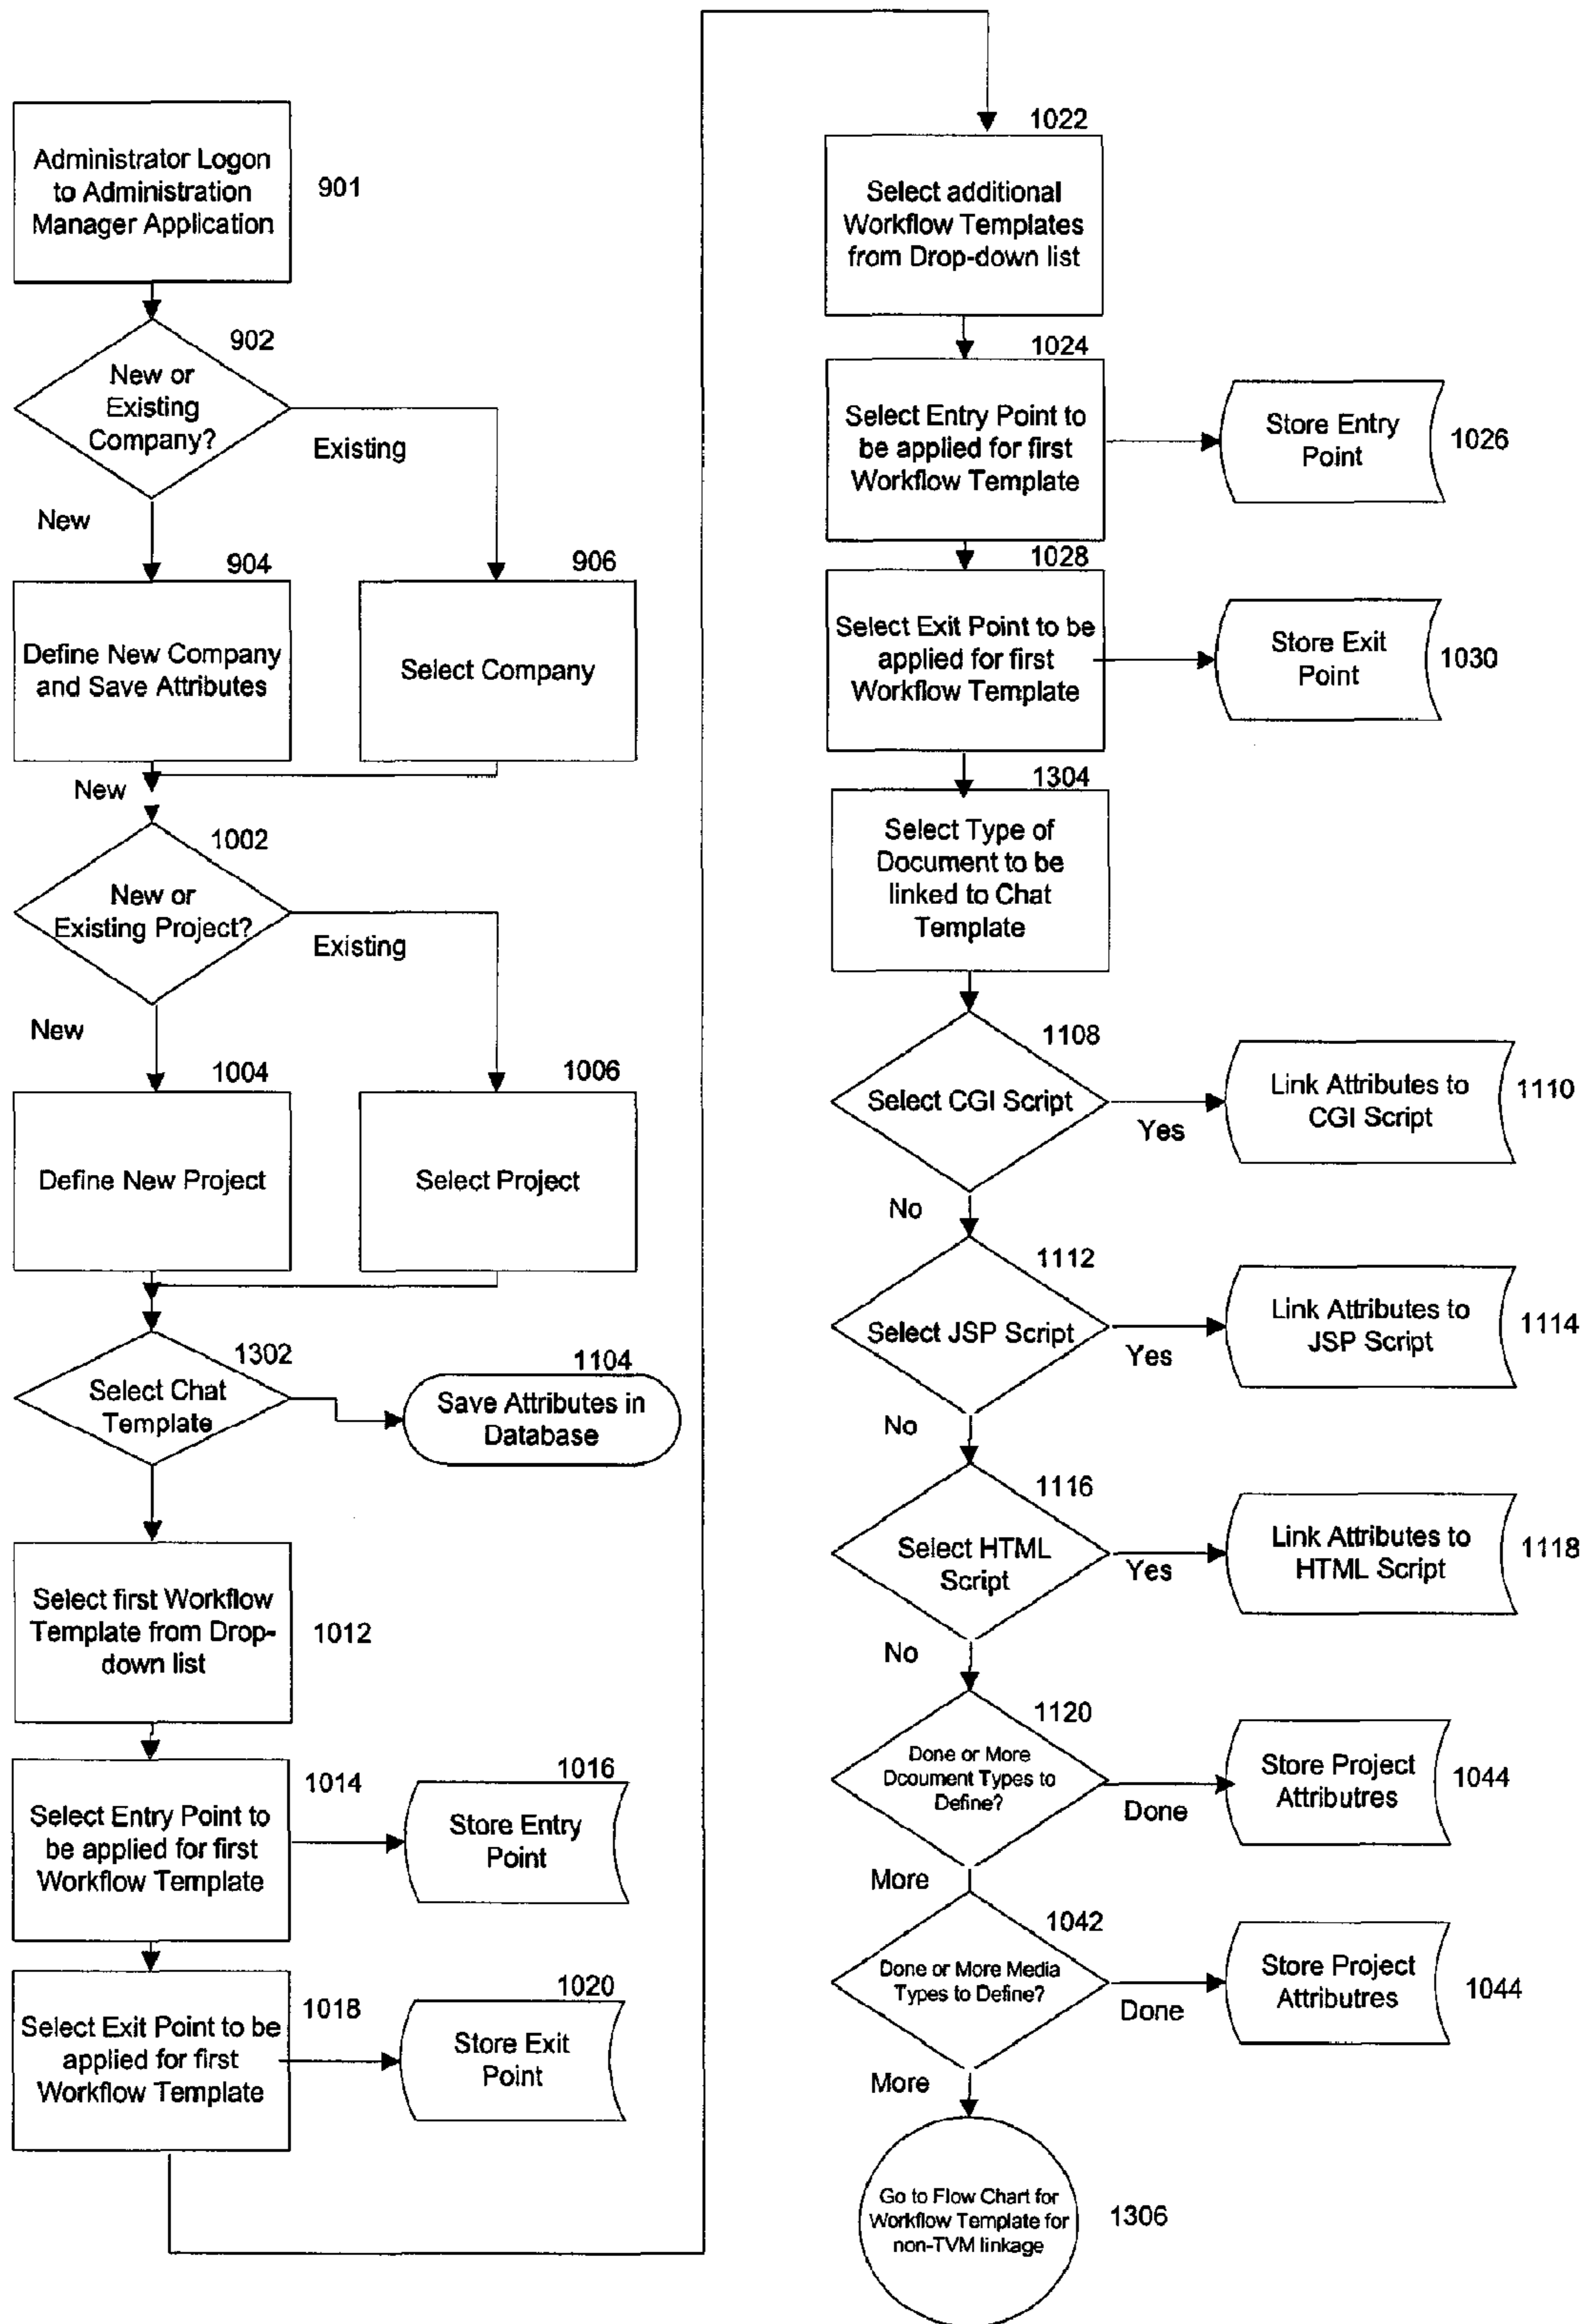 Administrator Logon
to Administration
Manager Application
901
902
New or
Existing
Company?
Existing
New
904
906
Define New Company
and Save Attributes
Select Company
New
1002
New or
Existing Project?
Existing
New
1004
1006
Define New Project
Select Project
1302
Select Chat
Template
1104
Save Attributes in
Database
Select first Workflow
Template from Drop-
down list
1012
1014
Select Entry Point to
be applied for first
Workflow Template
1016
Store Entry
Point
1018
Select Exit Point to be
applied for first
Workflow Template
1020
Store Exit
Point
1022
Select additional
Workflow Templates
from Drop-down list
1024
Select Entry Point to
be applied for first
Workflow Template
Store Entry
Point
1026
1028
Select Exit Point to be
applied for first
Workflow Template
Store Exit
Point
1030
1304
Select Type of
Document to be
linked to Chat
Template
1108
Select CGI Script
Yes
Link Attributes to
CGI Script
1110
No
1112
Select JSP Script
Yes
Link Attributes to
JSP Script
1114
No
1116
Select HTML
Script
Yes
Link Attributes to
HTML Script
1118
No
1120
Done or More
Dcoument Types to
Define?
Done
Store Project
Attributres
1044
More
1042
Done or More Media
Types to Define?
Done
Store Project
Attributres
1044
More
Go to Flow Chart for
Workflow Template for
non-TVM linkage
1306